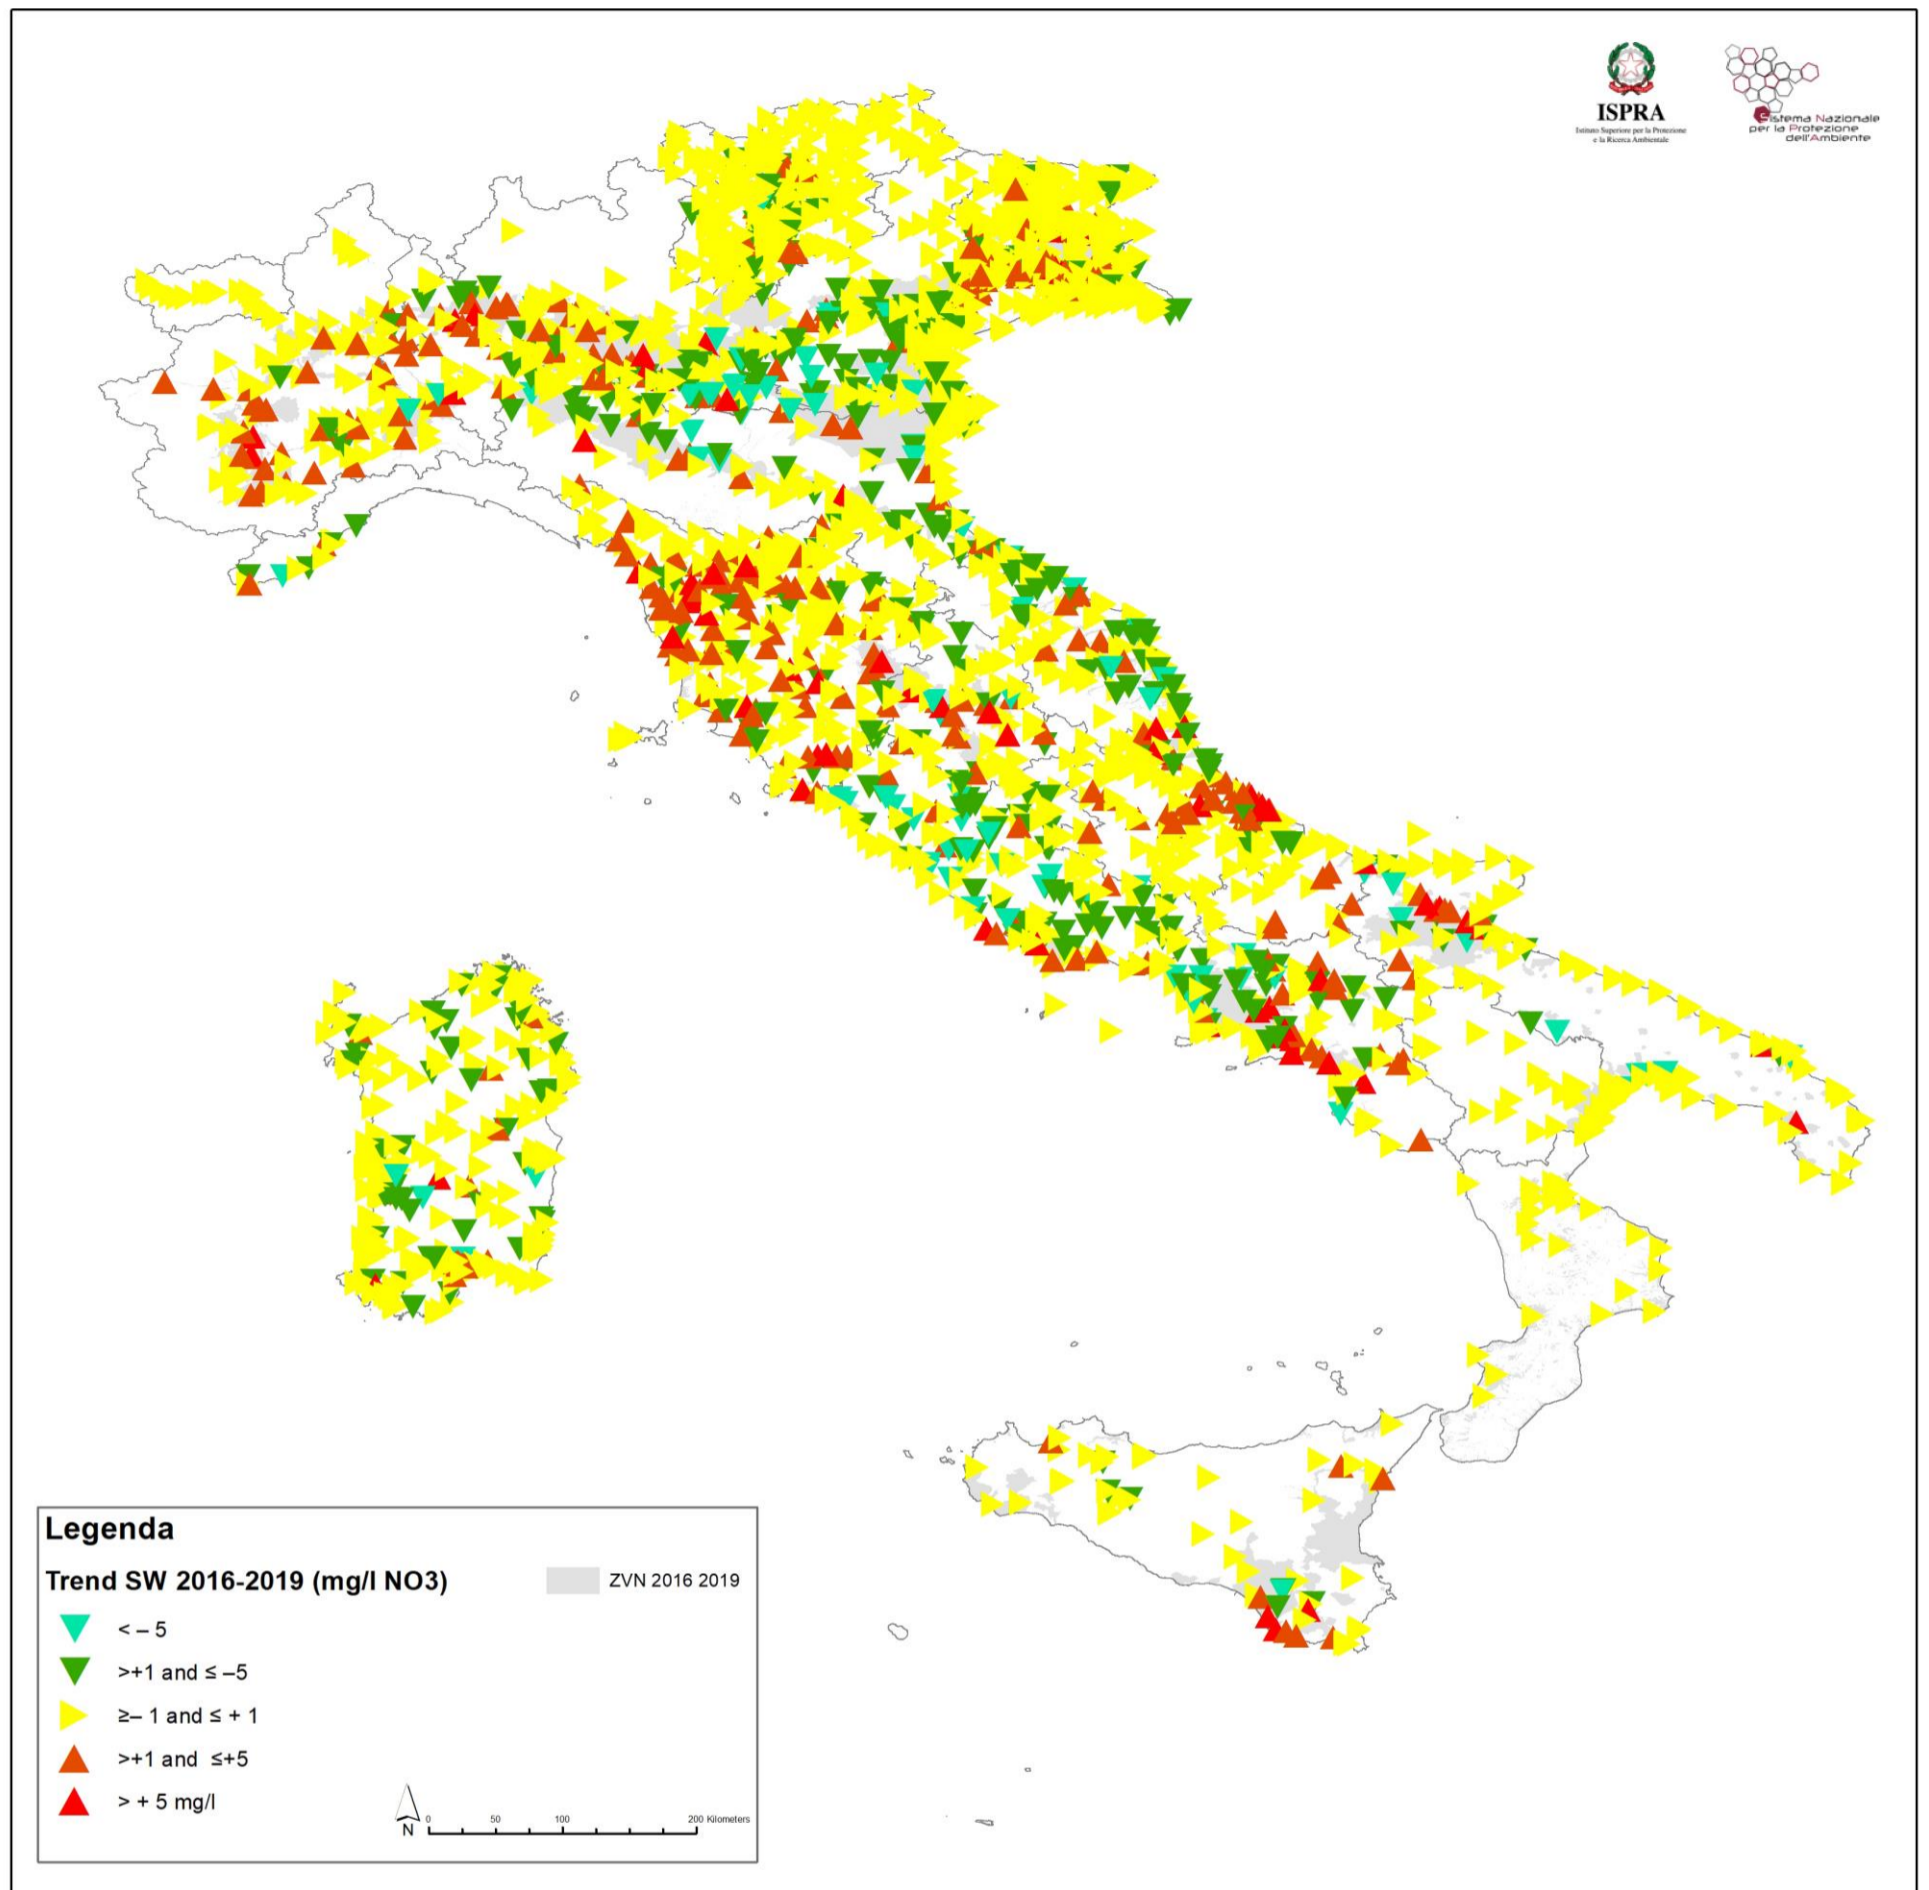 ISPRA
Istituto Superiore per la Protezione
e la Ricerca Ambientale
Sistema Nazionale
per la Protezione
dell'Ambiente
Legenda
Trend SW 2016-2019 (mg/l NO3)
ZVN 2016 2019
< – 5
>+1 and ≤ –5
≥– 1 and ≤ + 1
>+1 and ≤+5
> + 5 mg/l
N
0 50 100 200 Kilometers